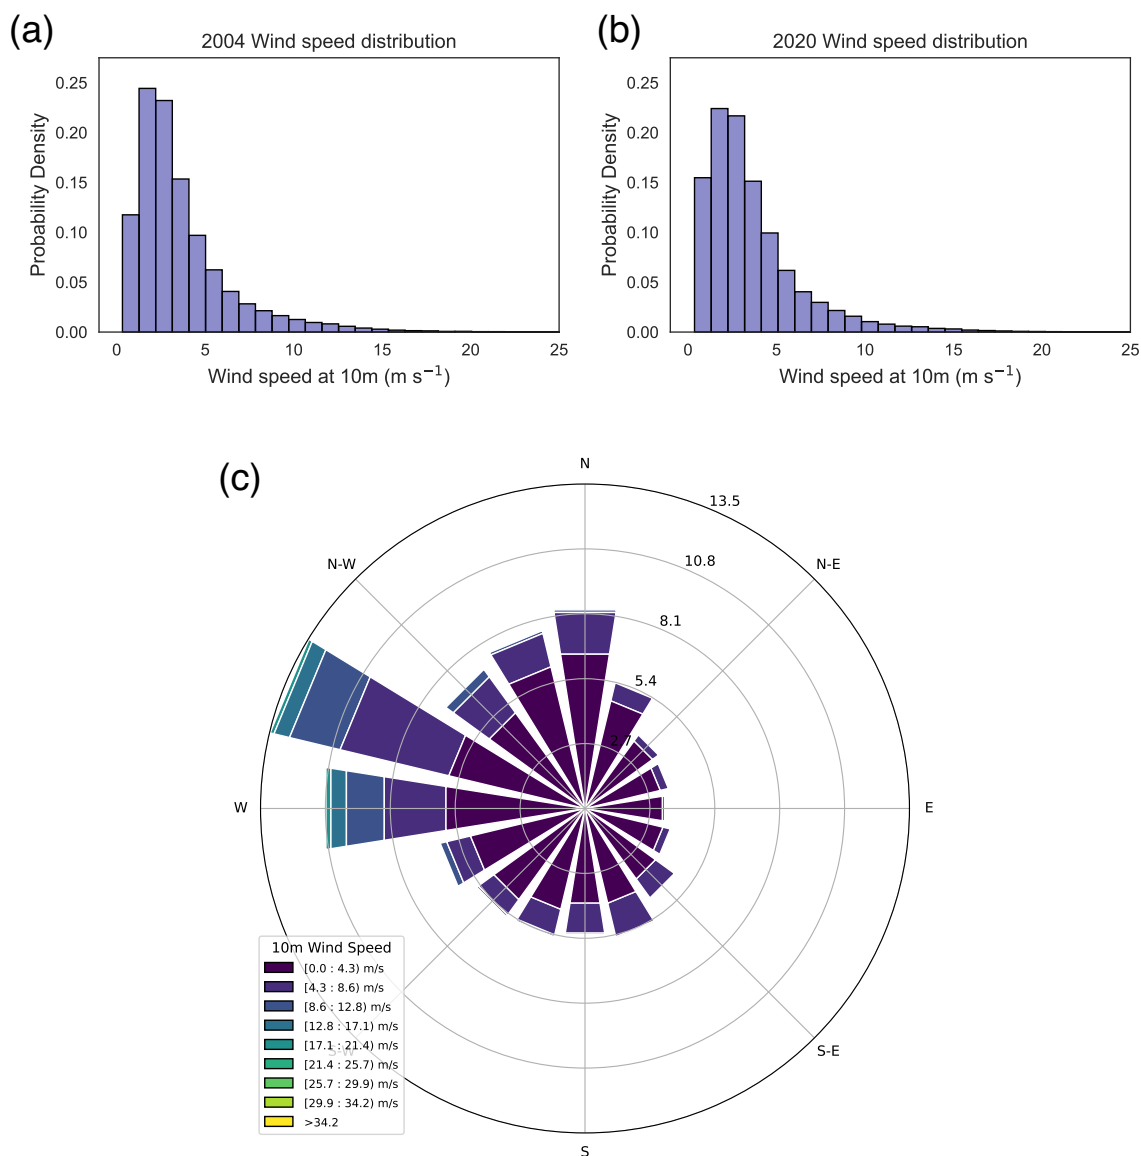 (a)
2004 Wind speed distribution
Probability Density
0.25
0.20
0.15
0.10
0.05
0.00
0 5 10 15 20 25
Wind speed at 10m (m s⁻¹)
(b)
2020 Wind speed distribution
Probability Density
0.25
0.20
0.15
0.10
0.05
0.00
0 5 10 15 20 25
Wind speed at 10m (m s⁻¹)
(c)
N
13.5
N-W
10.8
N-E
8.1
5.4
2.7
W
E
10m Wind Speed
[0.0 : 4.3) m/s
[4.3 : 8.6) m/s
[8.6 : 12.8) m/s
[12.8 : 17.1) m/s
[17.1 : 21.4) m/s
[21.4 : 25.7) m/s
[25.7 : 29.9) m/s
[29.9 : 34.2) m/s
>34.2
S-W
S-E
S